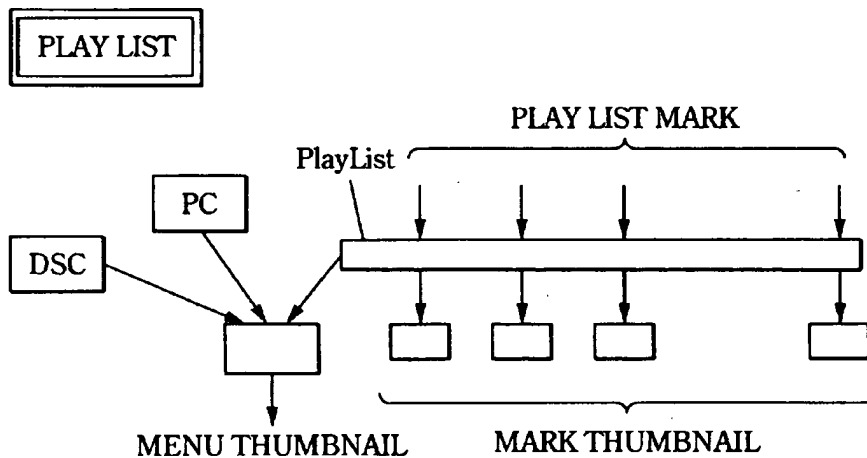 PLAY LIST
PLAY LIST MARK
PlayList
PC
DSC
MENU THUMBNAIL
MARK THUMBNAIL